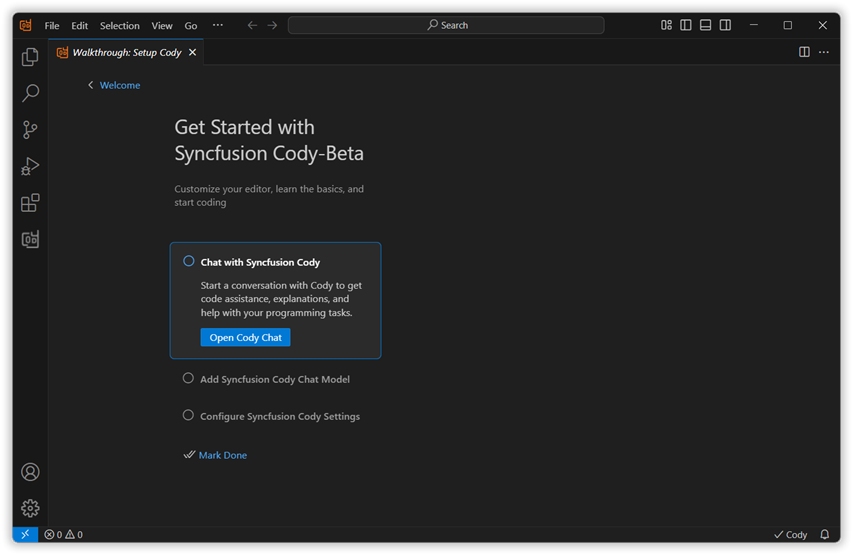 File Edit Selection View Go ··· Search
Walkthrough: Setup Cody
Welcome
Get Started with
Syncfusion Cody-Beta
Customize your editor, learn the basics, and
start coding
Chat with Syncfusion Cody
Start a conversation with Cody to get
code assistance, explanations, and
help with your programming tasks.
Open Cody Chat
Add Syncfusion Cody Chat Model
Configure Syncfusion Cody Settings
Mark Done
0 0 Cody